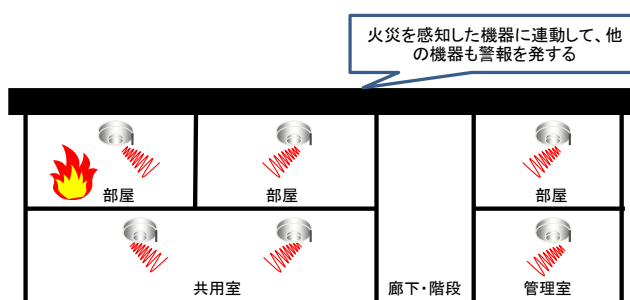 火災を感知した機器に連動して、他
の機器も警報を発する
部屋
部屋
部屋
共用室
廊下・階段
管理室